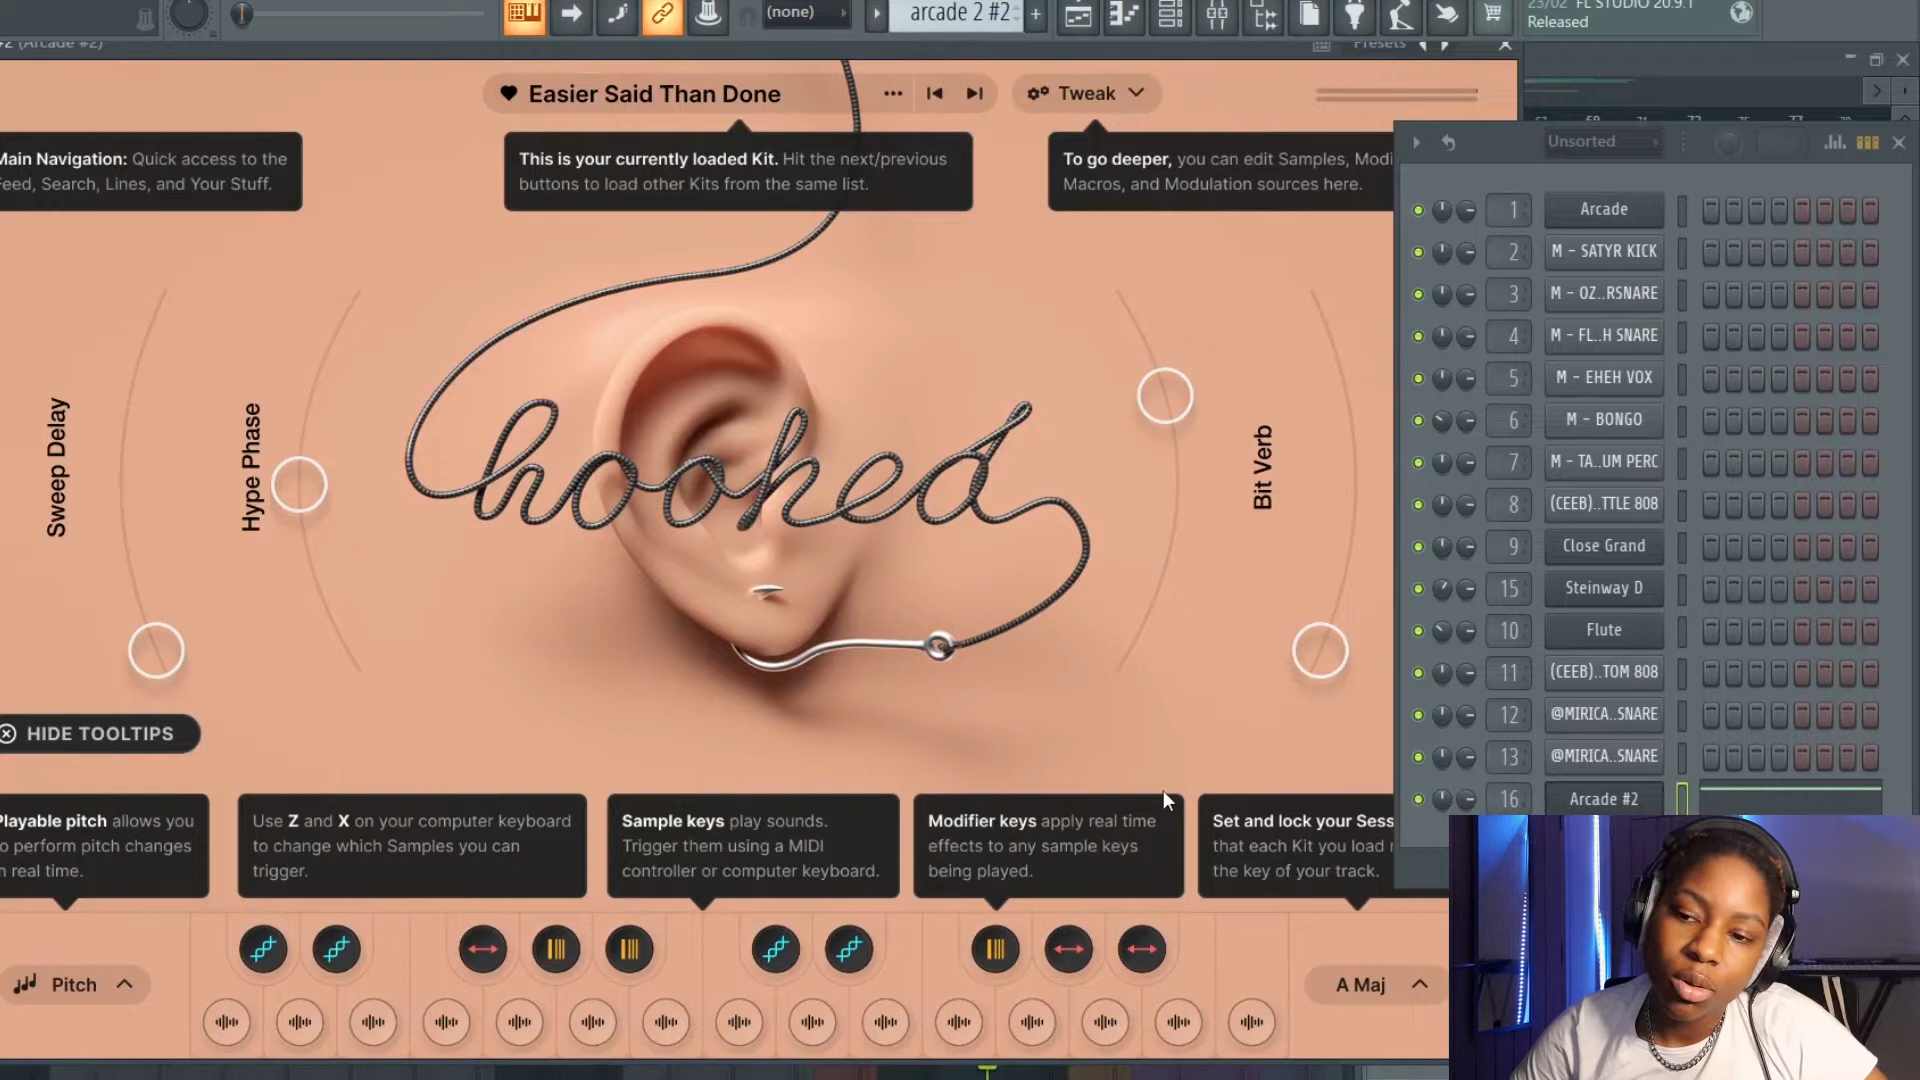 (none)
arcade 2 #2
23/02 FL STUDIO 20.9.1
Released
#2 (Arcade #2)
Presets
Easier Said Than Done
Tweak
Main Navigation: Quick access to the
Feed, Search, Lines, and Your Stuff.
This is your currently loaded Kit. Hit the next/previous
buttons to load other Kits from the same list.
To go deeper, you can edit Samples, Modi
Macros, and Modulation sources here.
Unsorted
1 Arcade
2 M - SATYR KICK
3 M - OZ..RSNARE
4 M - FL..H SNARE
5 M - EHEH VOX
6 M - BONGO
7 M - TA..UM PERC
8 (CEEB)..TTLE 808
9 Close Grand
15 Steinway D
10 Flute
11 (CEEB)..TOM 808
12 @MIRICA..SNARE
13 @MIRICA..SNARE
16 Arcade #2
Sweep Delay
Hype Phase
hooked
Bit Verb
HIDE TOOLTIPS
Playable pitch allows you
to perform pitch changes
in real time.
Use Z and X on your computer keyboard
to change which Samples you can
trigger.
Sample keys play sounds.
Trigger them using a MIDI
controller or computer keyboard.
Modifier keys apply real time
effects to any sample keys
being played.
Set and lock your Sess
that each Kit you load
the key of your track.
Pitch
A Maj